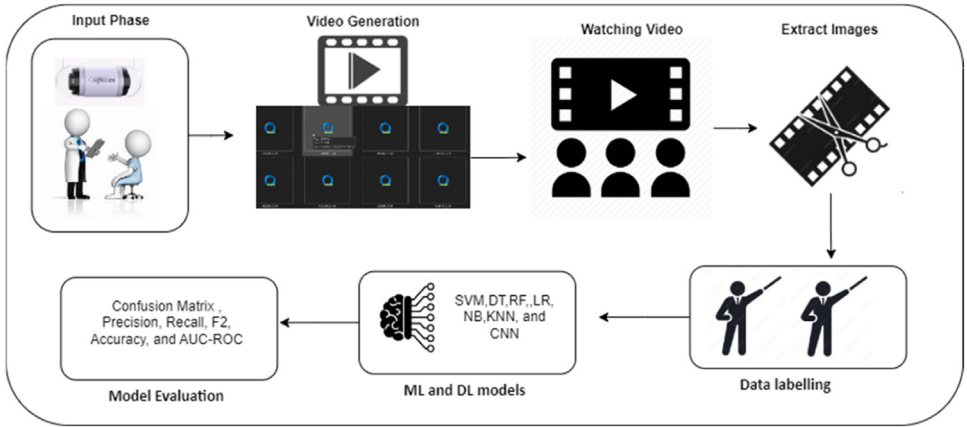 Input Phase
Video Generation
Watching Video
Extract Images
SVM,DT,RF,,LR,
NB,KNN, and
CNN
Confusion Matrix ,
Precision, Recall, F2,
Accuracy, and AUC-ROC
Data labelling
ML and DL models
Model Evaluation